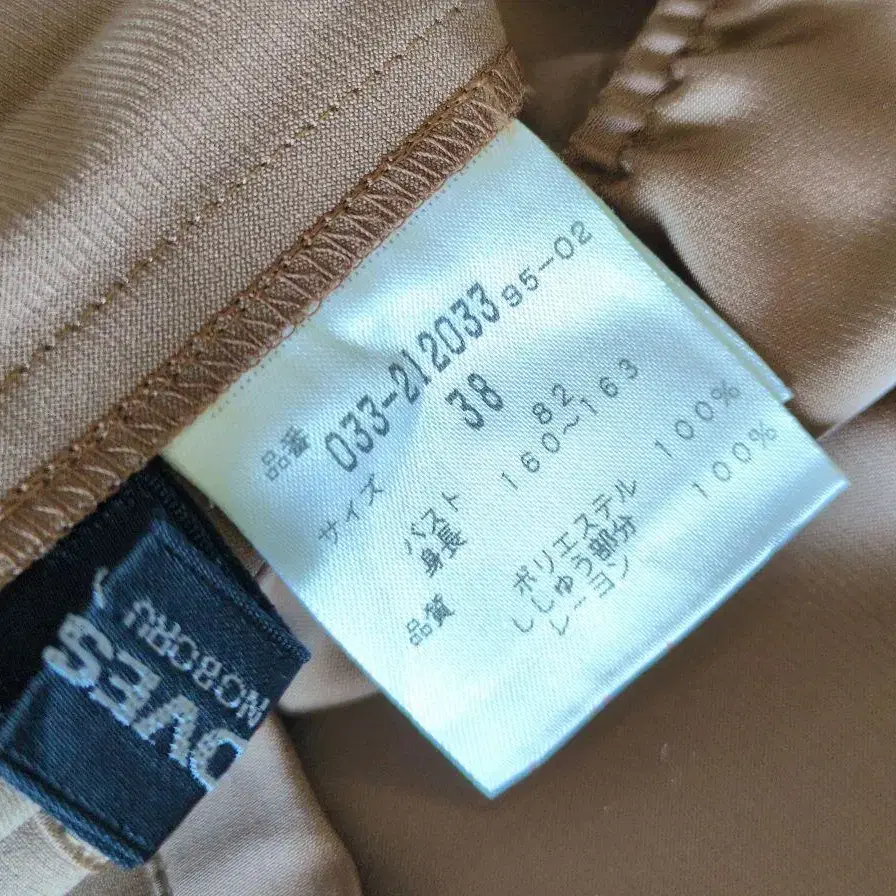 品番 033-212033 95-02
サイズ 38
バスト 82
身長 160~163
品質 ポリエステル 100%
ししゅう部分
レーヨン 100%
OVES
NOBORU